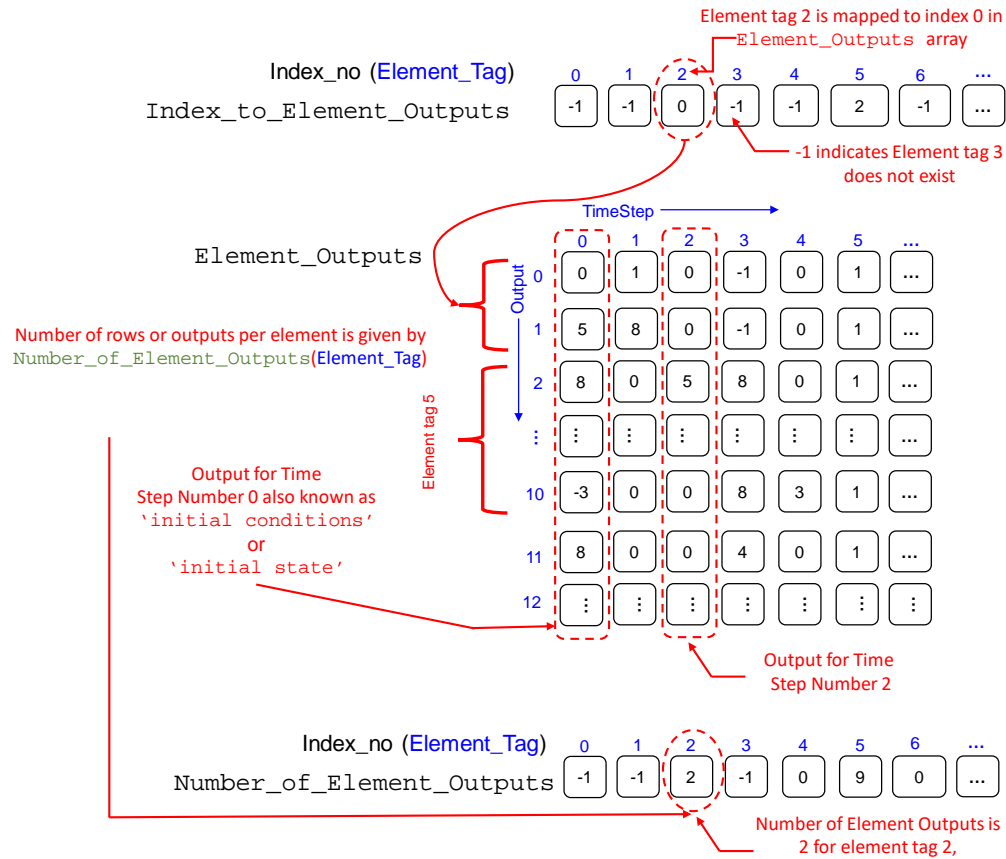 Element tag 2 is mapped to index 0 in
Element_Outputs array
Index_no (Element_Tag)
0 1 2 3 4 5 6 ...
Index_to_Element_Outputs
-1 -1 0 -1 -1 2 -1 ...
-1 indicates Element tag 3
does not exist
TimeStep
Element_Outputs
0 1 2 3 4 5 ...
Output
0 0 1 0 -1 0 1 ...
1 5 8 0 -1 0 1 ...
Number of rows or outputs per element is given by
Number_of_Element_Outputs(Element_Tag)
2 8 0 5 8 0 1 ...
Element tag 5
⋮ ⋮ ⋮ ⋮ ⋮ ⋮ ⋮ ...
10 -3 0 0 8 3 1 ...
Output for Time
Step Number 0 also known as
‘initial conditions’
or
‘initial state’
11 8 0 0 4 0 1 ...
12 ⋮ ⋮ ⋮ ⋮ ⋮ ⋮ ⋮
Output for Time
Step Number 2
Index_no (Element_Tag)
0 1 2 3 4 5 6 ...
Number_of_Element_Outputs
-1 -1 2 -1 0 9 0 ...
Number of Element Outputs is
2 for element tag 2,